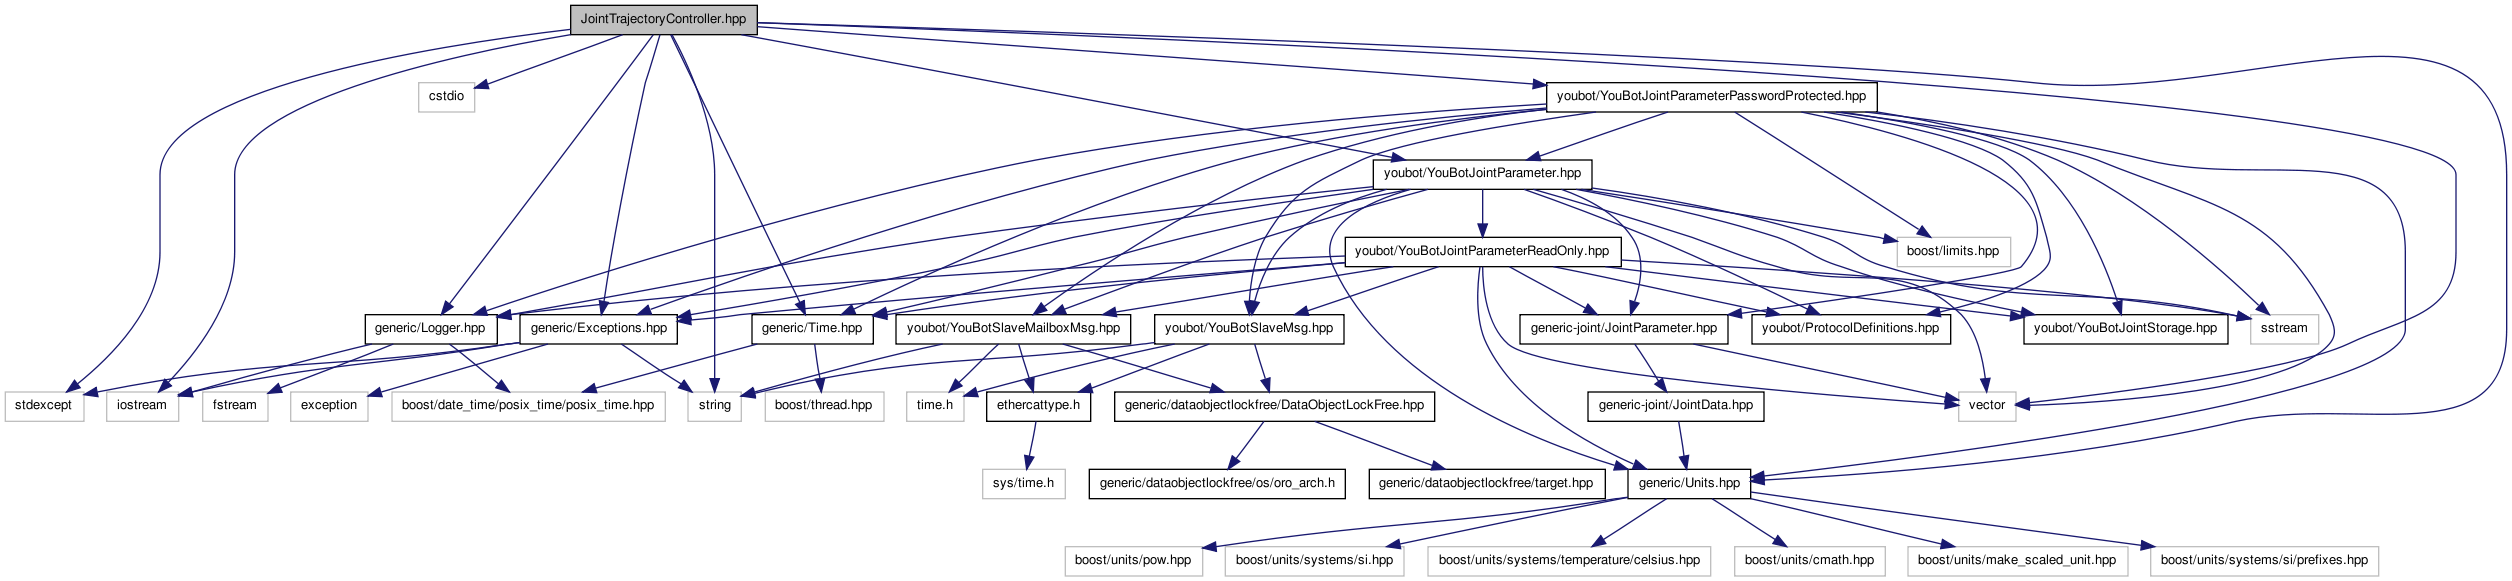 JointTrajectoryController.hpp
cstdio
youbot/YouBotJointParameterPasswordProtected.hpp
youbot/YouBotJointParameter.hpp
youbot/YouBotJointParameterReadOnly.hpp
boost/limits.hpp
generic/Logger.hpp
generic/Exceptions.hpp
generic/Time.hpp
youbot/YouBotSlaveMailboxMsg.hpp
youbot/YouBotSlaveMsg.hpp
generic-joint/JointParameter.hpp
youbot/ProtocolDefinitions.hpp
youbot/YouBotJointStorage.hpp
sstream
stdexcept
iostream
fstream
exception
boost/date_time/posix_time/posix_time.hpp
string
boost/thread.hpp
time.h
ethercattype.h
generic/dataobjectlockfree/DataObjectLockFree.hpp
generic-joint/JointData.hpp
vector
sys/time.h
generic/dataobjectlockfree/os/oro_arch.h
generic/dataobjectlockfree/target.hpp
generic/Units.hpp
boost/units/pow.hpp
boost/units/systems/si.hpp
boost/units/systems/temperature/celsius.hpp
boost/units/cmath.hpp
boost/units/make_scaled_unit.hpp
boost/units/systems/si/prefixes.hpp